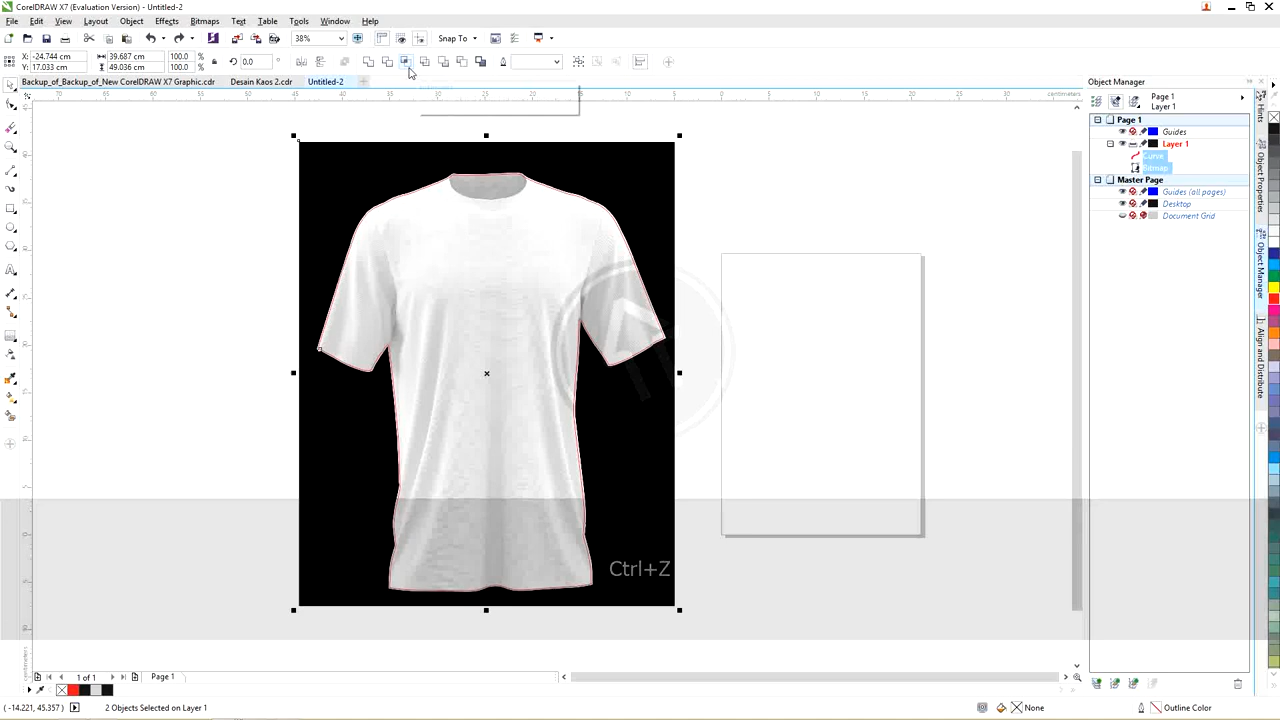 CorelDRAW X7 (Evaluation Version) - Untitled-2
File Edit View Layout Object Effects Bitmaps Text Table Tools Window Help
38% Snap To
X: -24.744 cm 39.687 cm 100.0 %
Y: 17.033 cm 49.036 cm 100.0 % 0.0
Backup_of_Backup_of_New CorelDRAW X7 Graphic.cdr Desain Kaos 2.cdr Untitled-2
centimeters
Object Manager
Page 1
Layer 1
Page 1
Guides
Layer 1
Curve
Bitmap
Master Page
Guides (all pages)
Desktop
Document Grid
Hints
Object Properties
Object Manager
Align and Distribute
Ctrl+Z
1 of 1 Page 1
( -14.221, 45.357 ) 2 Objects Selected on Layer 1 None Outline Color